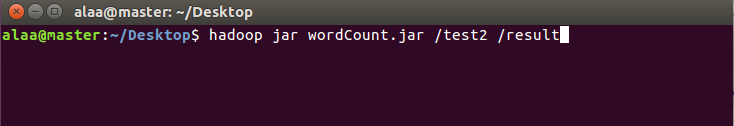 alaa@master: ~/Desktop
alaa@master:~/Desktop$ hadoop jar wordCount.jar /test2 /result